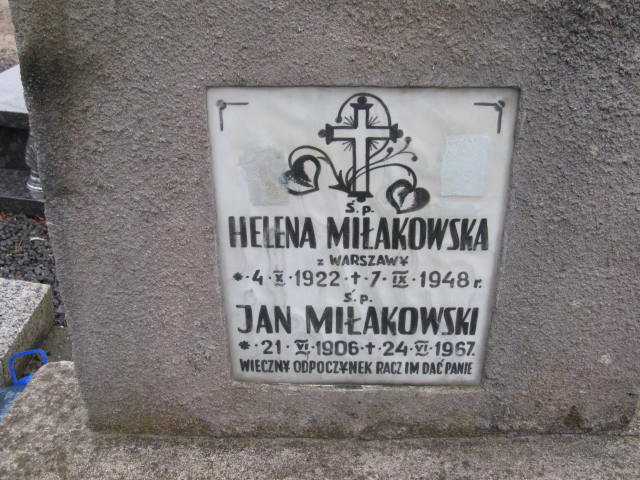 Ś.p.
HELENA MIŁAKOWSKA
z WARSZAWY
*·4·X·1922·+7·IX·1948 r.
Ś.p.
JAN MIŁAKOWSKI
*·21·VI·1906·+24·VI·1967.
WIECZNY ODPOCZYNEK RACZ IM DAĆ PANIE